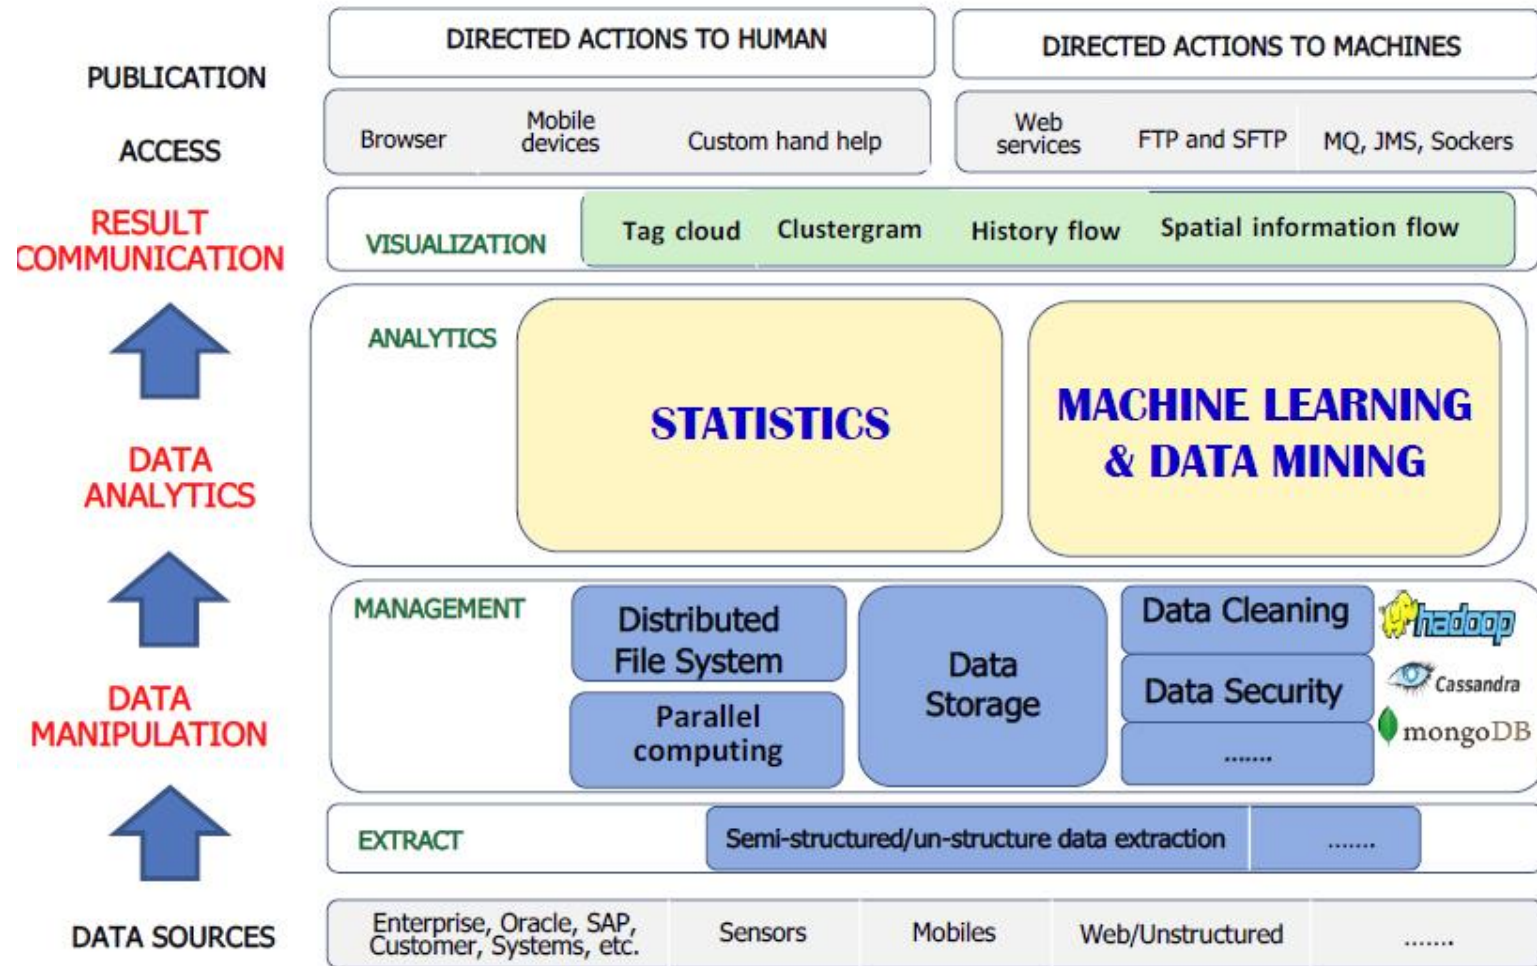 DIRECTED ACTIONS TO HUMAN
DIRECTED ACTIONS TO MACHINES
PUBLICATION
ACCESS
Browser
Mobile
devices
Custom hand help
Web
services
FTP and SFTP
MQ, JMS, Sockers
RESULT
COMMUNICATION
VISUALIZATION
Tag cloud
Clustergram
History flow
Spatial information flow
ANALYTICS
STATISTICS
MACHINE LEARNING
& DATA MINING
DATA
ANALYTICS
MANAGEMENT
Distributed
File System
Parallel
computing
Data
Storage
Data Cleaning
Data Security
.......
hadoop
Cassandra
mongoDB
DATA
MANIPULATION
EXTRACT
Semi-structured/un-structure data extraction
.......
DATA SOURCES
Enterprise, Oracle, SAP,
Customer, Systems, etc.
Sensors
Mobiles
Web/Unstructured
.......